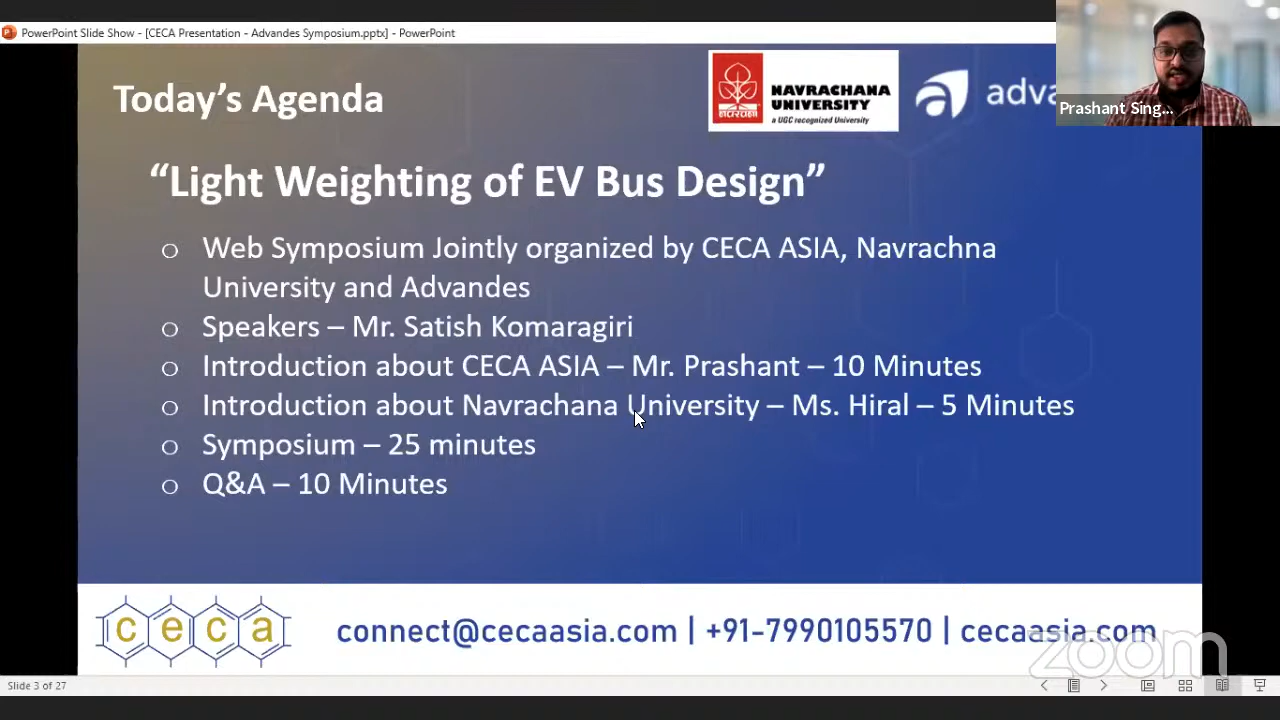 PowerPoint Slide Show - [CECA Presentation - Advandes Symposium.pptx] - PowerPoint
Today's Agenda
NAVRACHANA
UNIVERSITY
a UGC recognized University
नवरचना
adva
Prashant Sing...
“Light Weighting of EV Bus Design”
o Web Symposium Jointly organized by CECA ASIA, Navrachna
University and Advandes
o Speakers – Mr. Satish Komaragiri
o Introduction about CECA ASIA – Mr. Prashant – 10 Minutes
o Introduction about Navrachana University – Ms. Hiral – 5 Minutes
o Symposium – 25 minutes
o Q&A – 10 Minutes
ceca
connect@cecaasia.com | +91-7990105570 | cecaasia.com
zoom
Slide 3 of 27